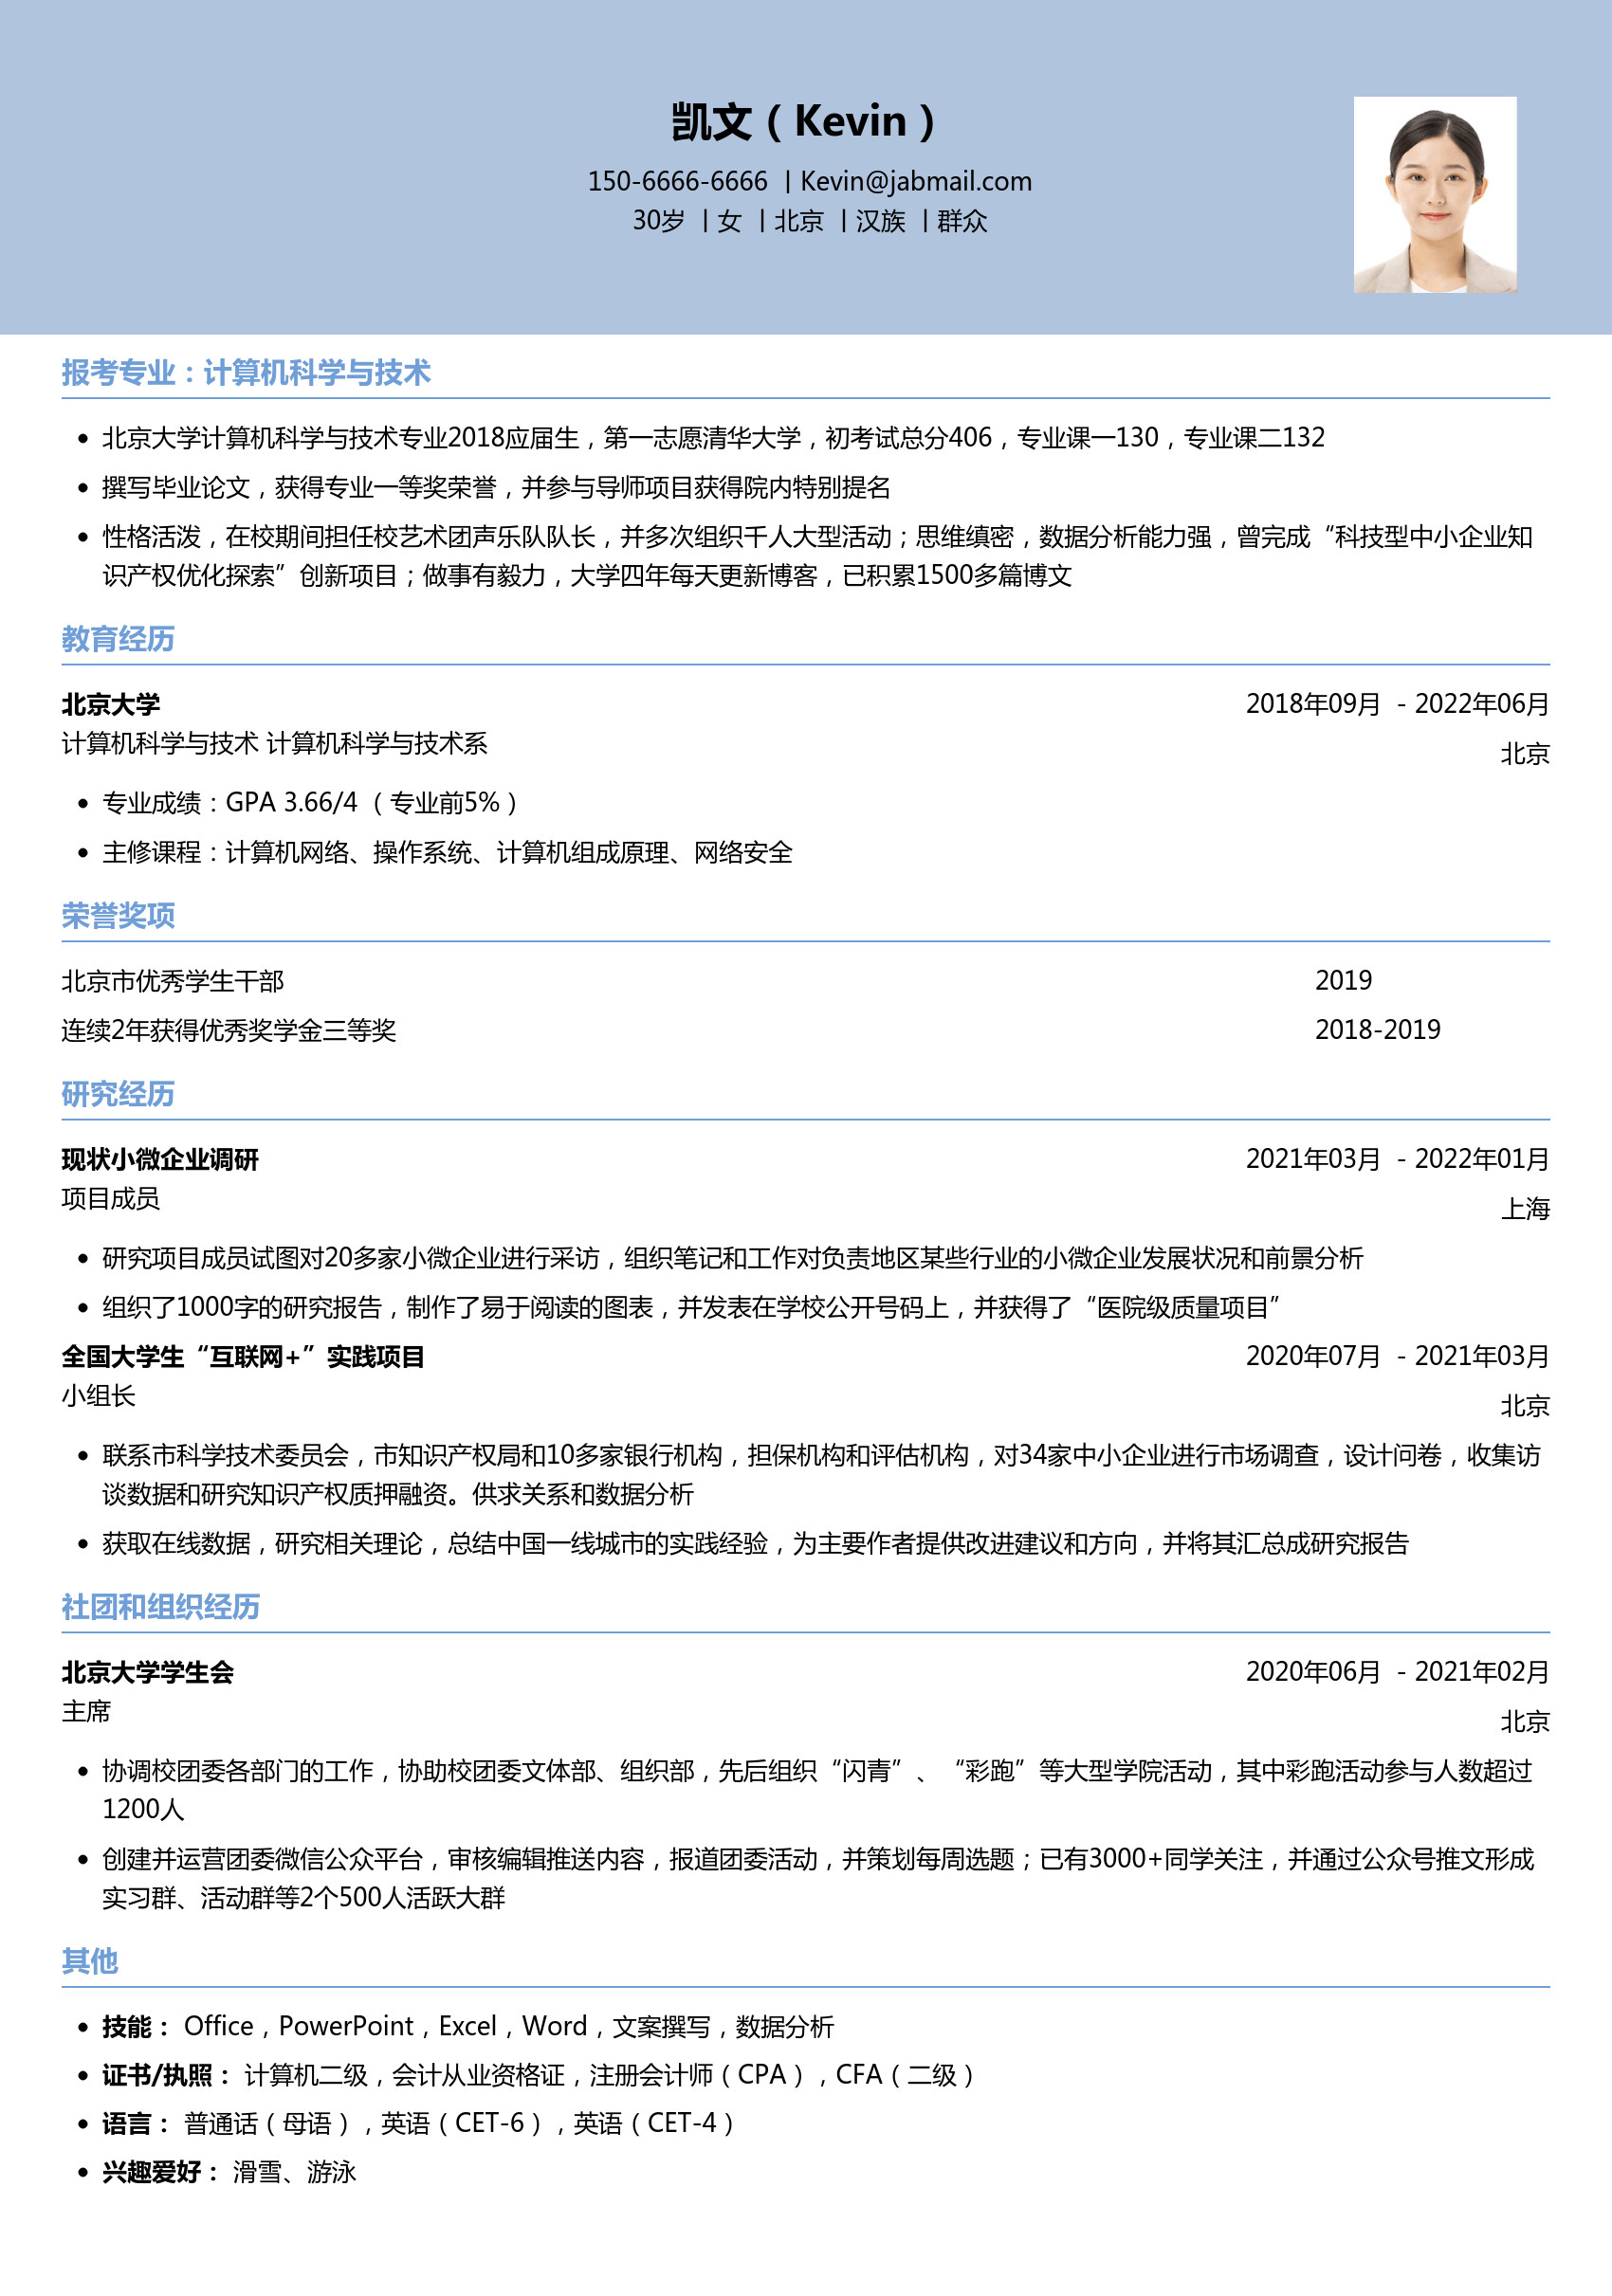 凯文（Kevin）
150-6666-6666 | Kevin@jabmail.com
30岁 | 女 | 北京 | 汉族 | 群众
报考专业：计算机科学与技术
• 北京大学计算机科学与技术专业2018应届生，第一志愿清华大学，初考试总分406，专业课一130，专业课二132
• 撰写毕业论文，获得专业一等奖荣誉，并参与导师项目获得院内特别提名
• 性格活泼，在校期间担任校艺术团声乐队队长，并多次组织千人大型活动；思维缜密，数据分析能力强，曾完成“科技型中小企业知
识产权优化探索”创新项目；做事有毅力，大学四年每天更新博客，已积累1500多篇博文
教育经历
北京大学 2018年09月 - 2022年06月
计算机科学与技术 计算机科学与技术系
北京
• 专业成绩：GPA 3.66/4 （专业前5%）
• 主修课程：计算机网络、操作系统、计算机组成原理、网络安全
荣誉奖项
北京市优秀学生干部 2019
连续2年获得优秀奖学金三等奖 2018-2019
研究经历
现状小微企业调研 2021年03月 - 2022年01月
项目成员
上海
• 研究项目成员试图对20多家小微企业进行采访，组织笔记和工作对负责地区某些行业的小微企业发展状况和前景分析
• 组织了1000字的研究报告，制作了易于阅读的图表，并发表在学校公开号码上，并获得了“医院级质量项目”
全国大学生“互联网+”实践项目 2020年07月 - 2021年03月
小组长
北京
• 联系市科学技术委员会，市知识产权局和10多家银行机构，担保机构和评估机构，对34家中小企业进行市场调查，设计问卷，收集访
谈数据和研究知识产权质押融资。供求关系和数据分析
• 获取在线数据，研究相关理论，总结中国一线城市的实践经验，为主要作者提供改进建议和方向，并将其汇总成研究报告
社团和组织经历
北京大学学生会 2020年06月 - 2021年02月
主席
北京
• 协调校团委各部门的工作，协助校团委文体部、组织部，先后组织“闪青”、“彩跑”等大型学院活动，其中彩跑活动参与人数超过
1200人
• 创建并运营团委微信公众平台，审核编辑推送内容，报道团委活动，并策划每周选题；已有3000+同学关注，并通过公众号推文形成
实习群、活动群等2个500人活跃大群
其他
• 技能： Office，PowerPoint，Excel，Word，文案撰写，数据分析
• 证书/执照： 计算机二级，会计从业资格证，注册会计师（CPA），CFA（二级）
• 语言： 普通话（母语），英语（CET-6），英语（CET-4）
• 兴趣爱好： 滑雪、游泳